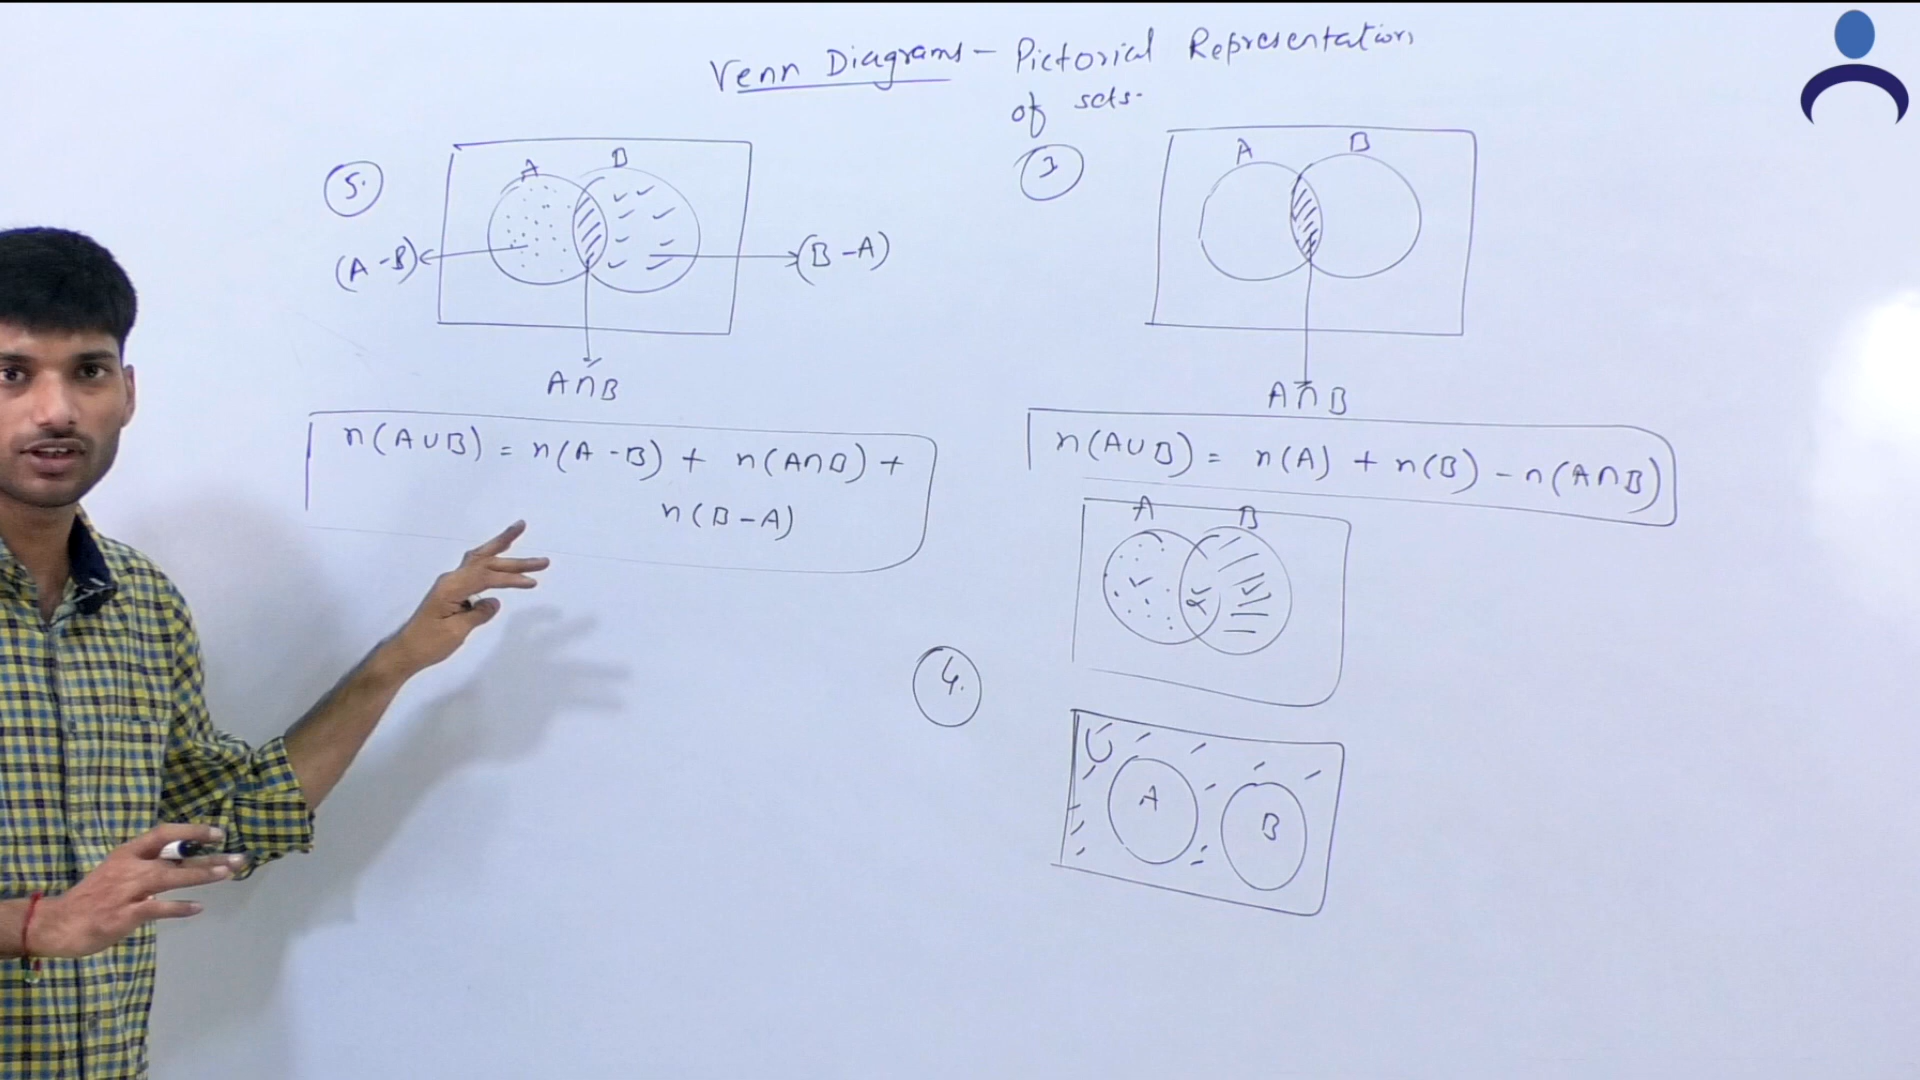 Venn Diagrams - Pictorial Representation
of sets.
5.
A B
(A - B)
(B - A)
A∩B
n(A∪B) = n(A - B) + n(A∩B) +
n(B - A)
3
A B
A∩B
n(A∪B) = n(A) + n(B) - n(A∩B)
A B
4.
U
A
B